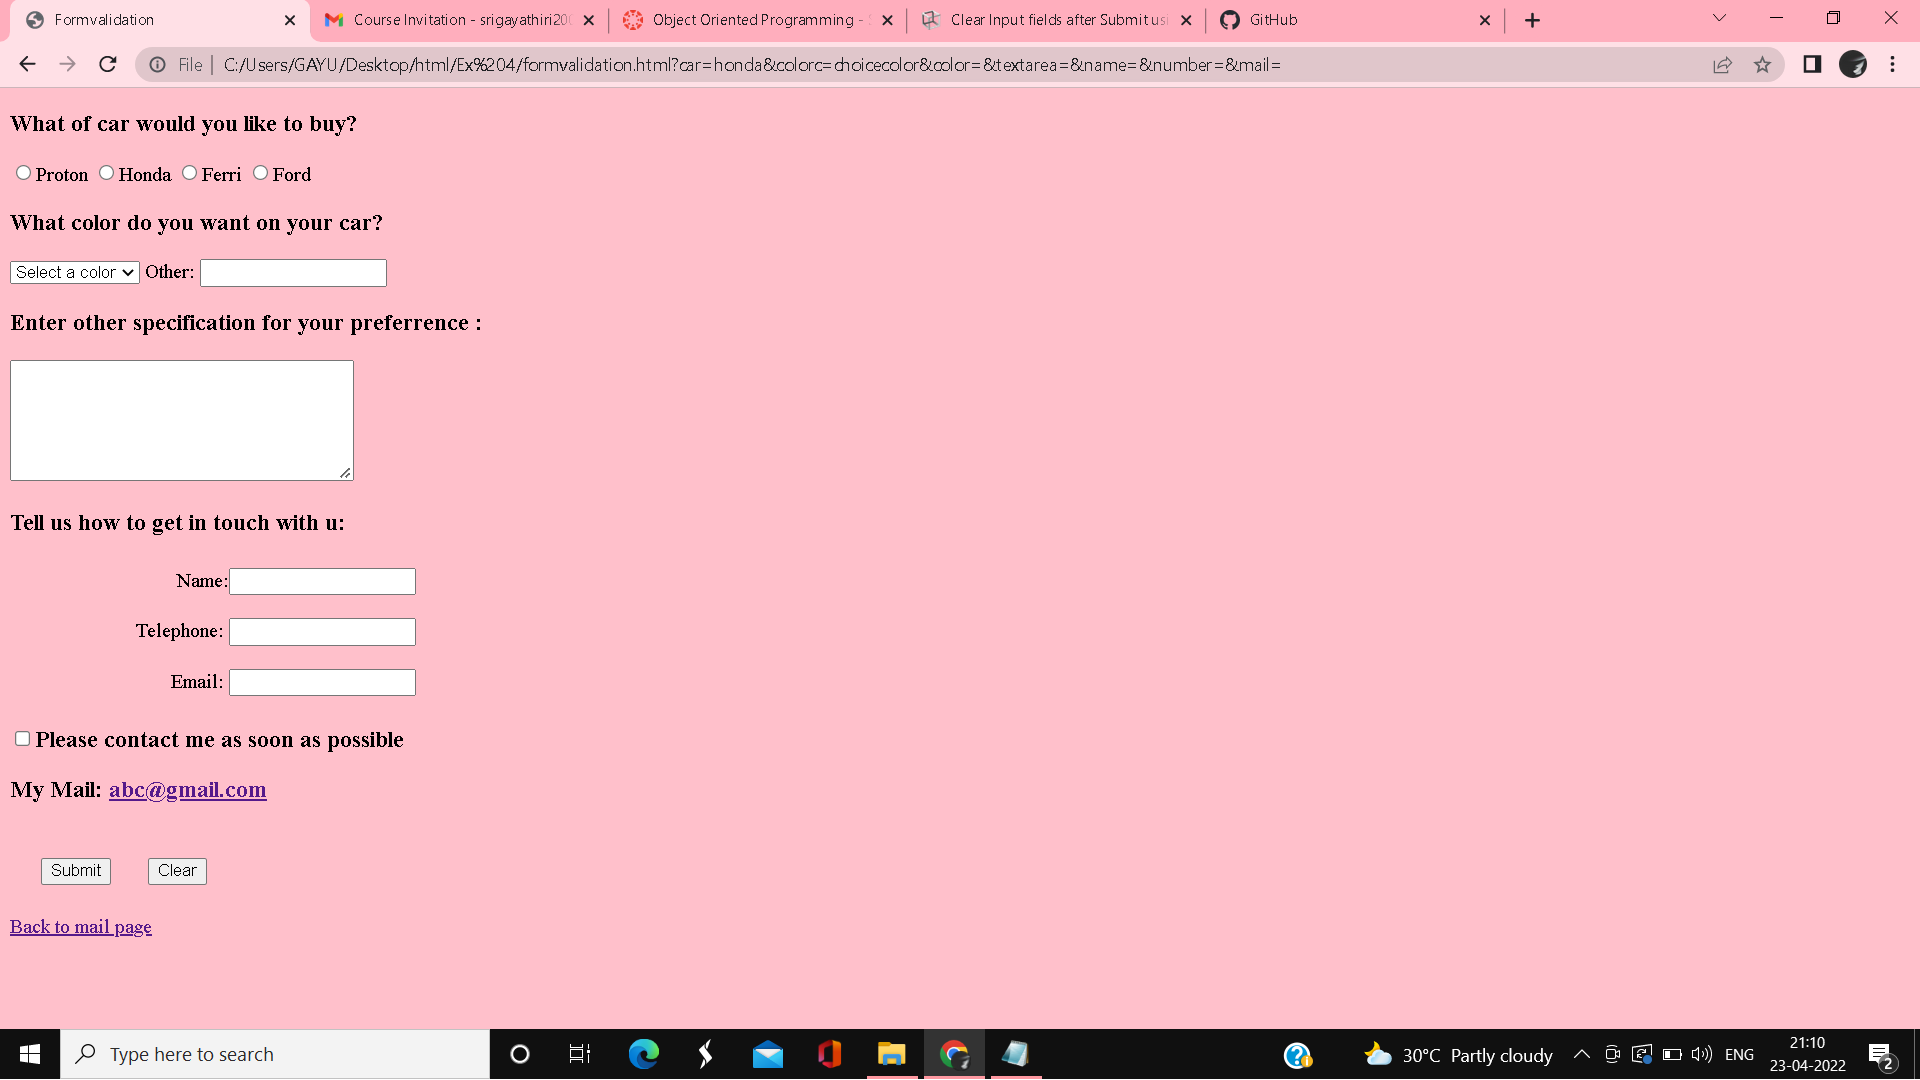 Formvalidation
Course Invitation - srigayathiri200
Object Oriented Programming - S
Clear Input fields after Submit usi
GitHub
File | C:/Users/GAYU/Desktop/html/Ex%204/formvalidation.html?car=honda&colorc=choicecolor&color=&textarea=&name=&number=&mail=
What of car would you like to buy?
Proton Honda Ferri Ford
What color do you want on your car?
Select a color Other:
Enter other specification for your preferrence :
Tell us how to get in touch with u:
Name:
Telephone:
Email:
Please contact me as soon as possible
My Mail: abc@gmail.com
Submit Clear
Back to mail page
Type here to search
30°C Partly cloudy
ENG
21:10
23-04-2022
2